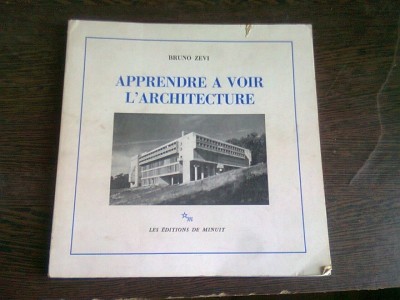 BRUNO ZEVI
APPRENDRE A VOIR
L'ARCHITECTURE
LES ÉDITIONS DE MINUIT